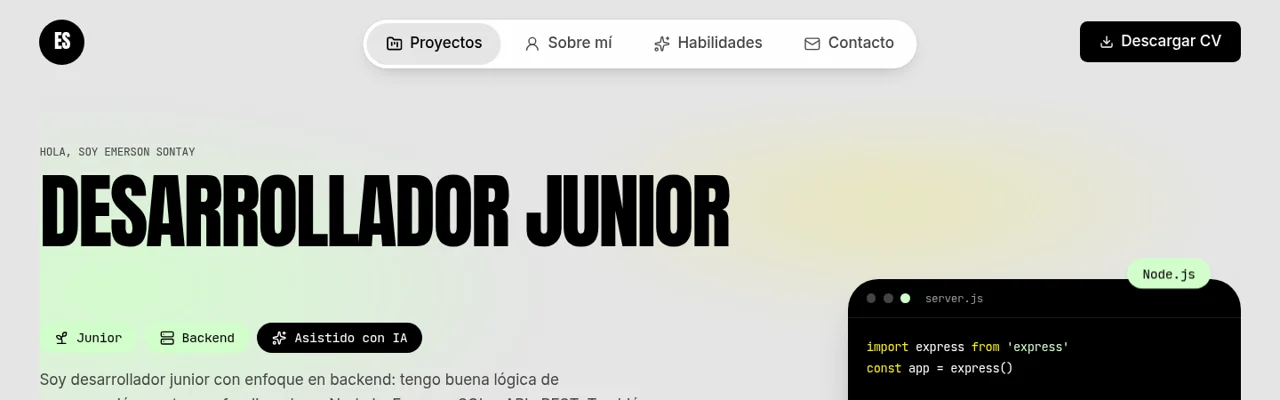 ES
Proyectos
Sobre mí
Habilidades
Contacto
Descargar CV
HOLA, SOY EMERSON SONTAY
DESARROLLADOR JUNIOR
Junior
Backend
Asistido con IA
Soy desarrollador junior con enfoque en backend: tengo buena lógica de
Node.js
server.js
import express from 'express'
const app = express()